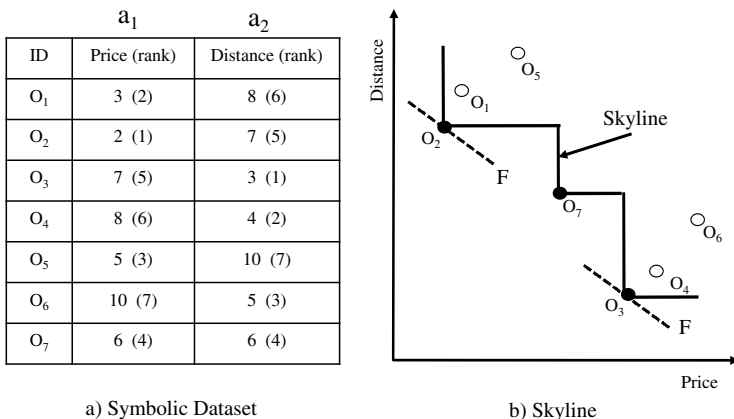 a₁ a₂
ID Price (rank) Distance (rank)
O₁ 3 (2) 8 (6)
O₂ 2 (1) 7 (5)
O₃ 7 (5) 3 (1)
O₄ 8 (6) 4 (2)
O₅ 5 (3) 10 (7)
O₆ 10 (7) 5 (3)
O₇ 6 (4) 6 (4)
a) Symbolic Dataset
Distance
O₅
O₁
Skyline
O₂
F
O₇
O₆
O₄
O₃
F
Price
b) Skyline